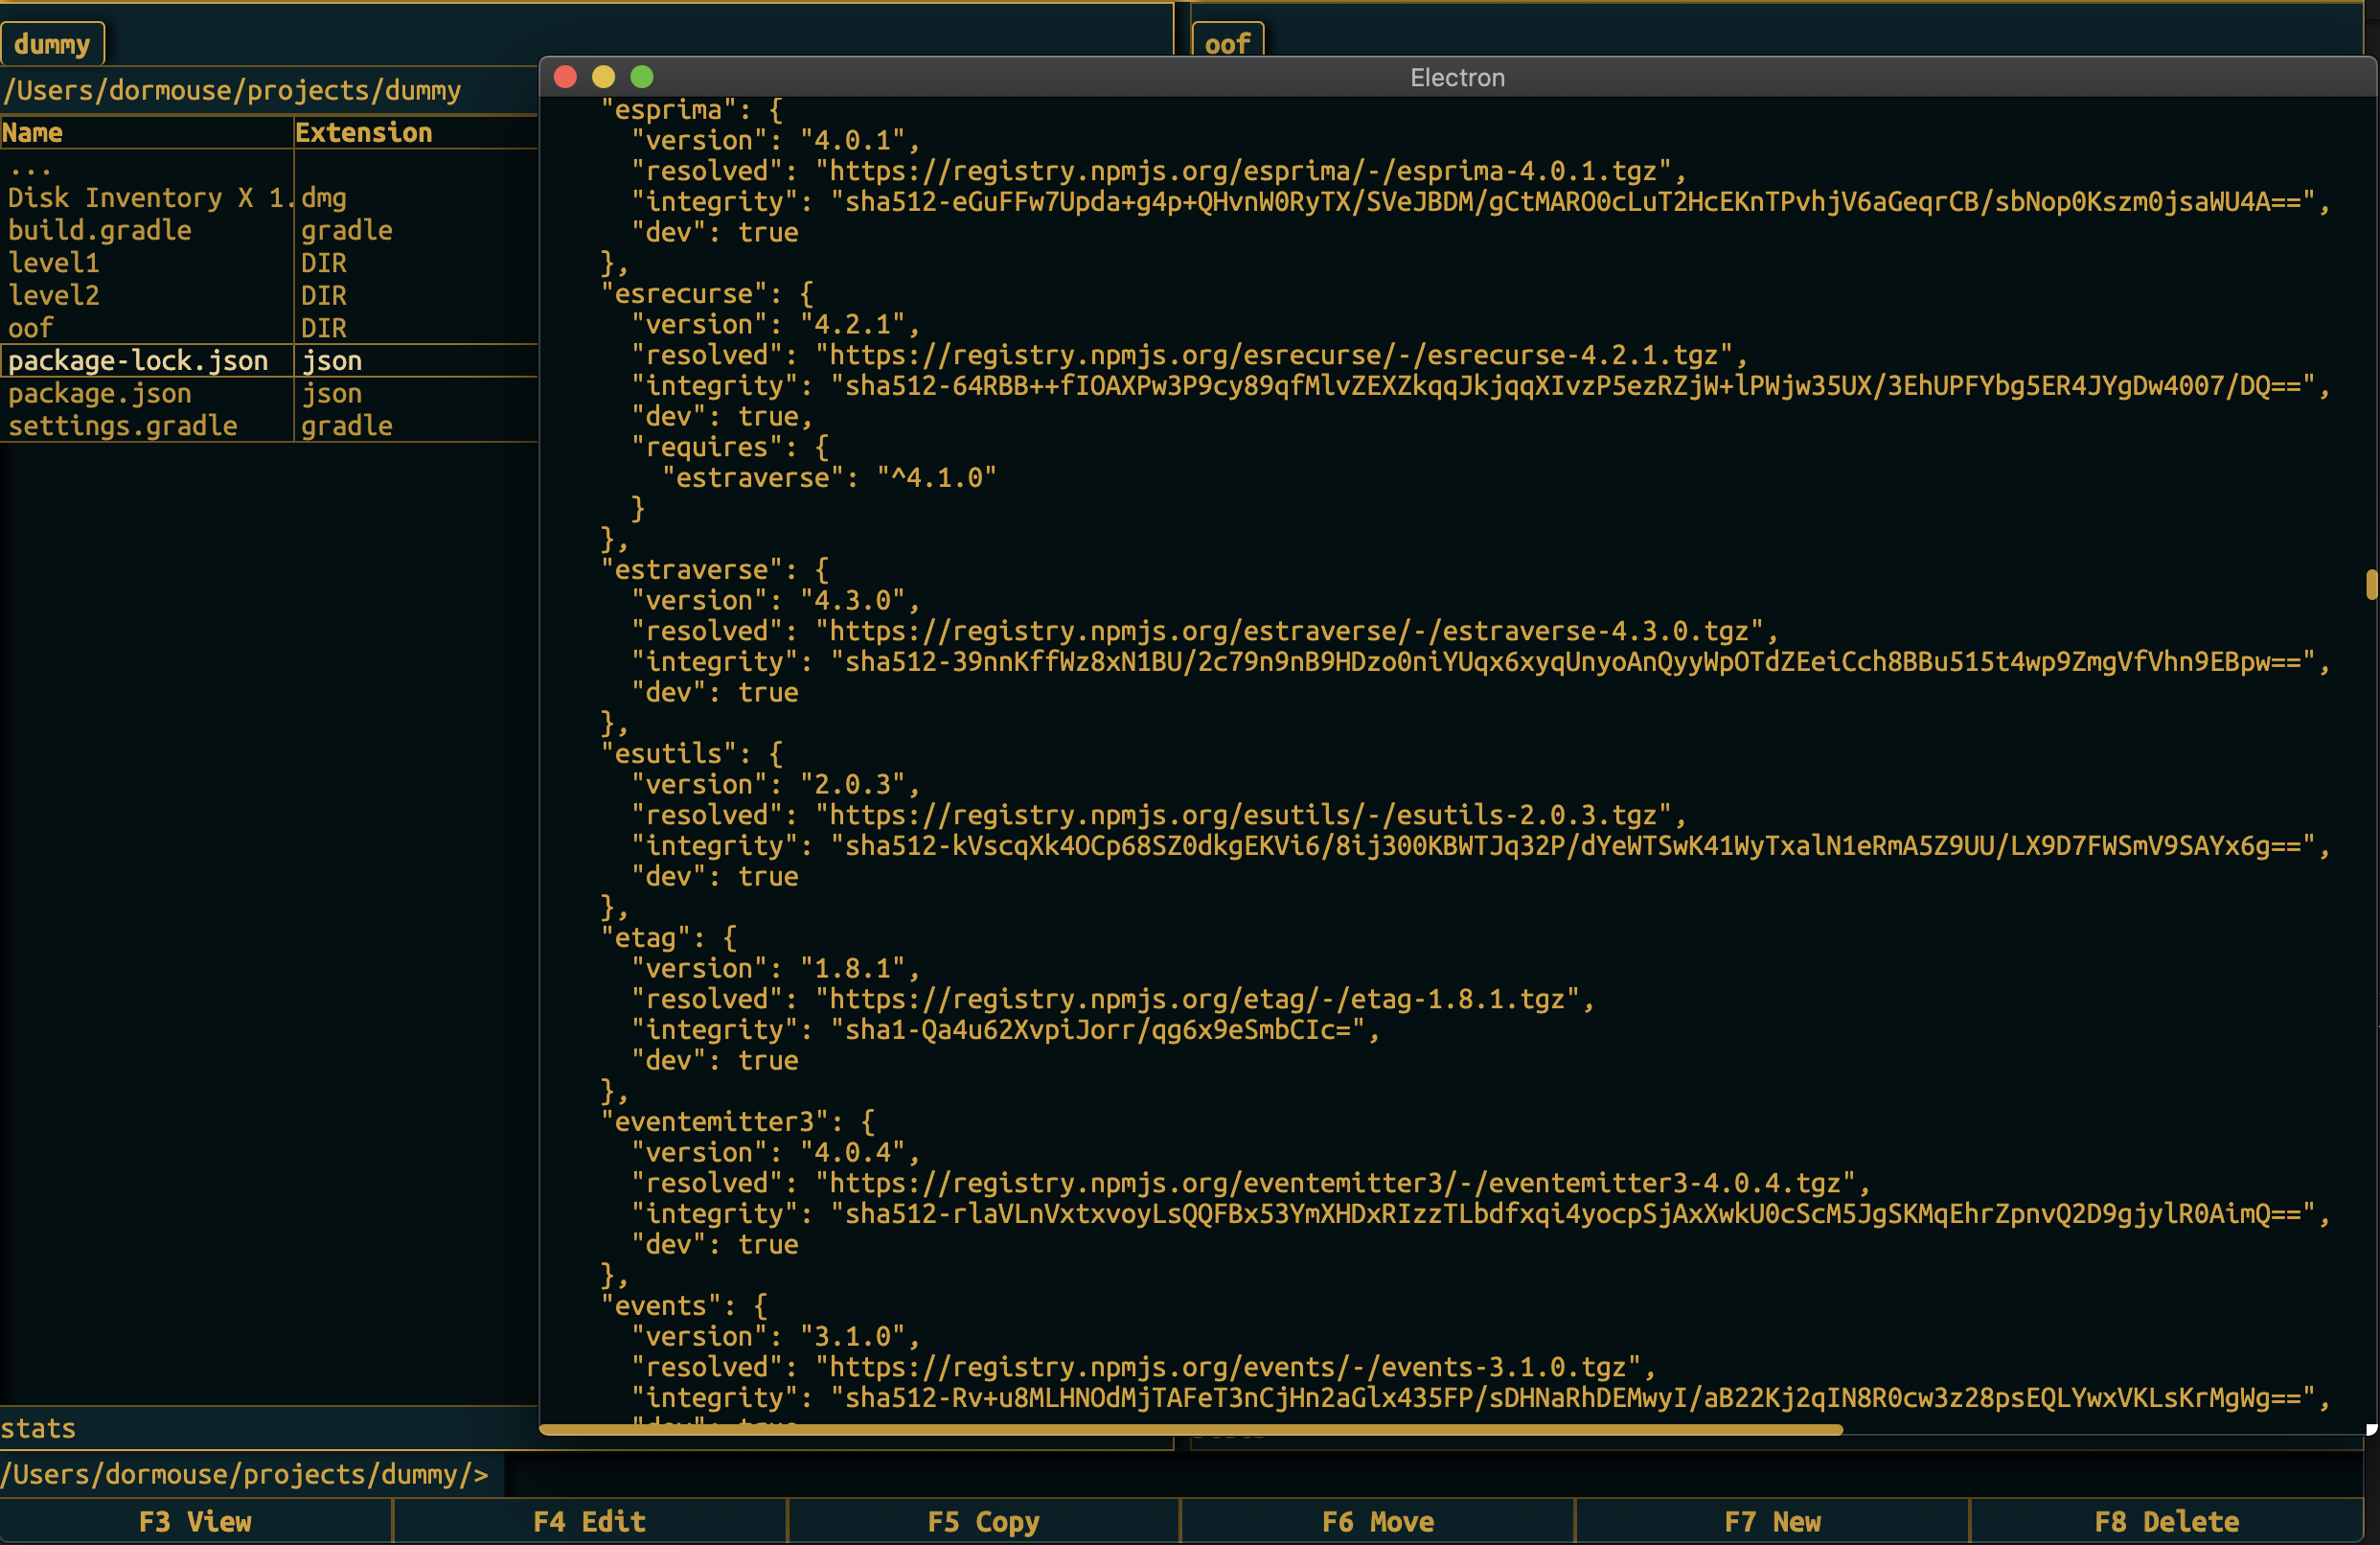 dummy
oof
/Users/dormouse/projects/dummy
Name Extension
...
Disk Inventory X 1. dmg
build.gradle gradle
level1 DIR
level2 DIR
oof DIR
package-lock.json json
package.json json
settings.gradle gradle
Electron
"esprima": {
"version": "4.0.1",
"resolved": "https://registry.npmjs.org/esprima/-/esprima-4.0.1.tgz",
"integrity": "sha512-eGuFFw7Upda+g4p+QHvnW0RyTX/SVeJBDM/gCtMARO0cLuT2HcEKnTPvhjV6aGeqrCB/sbNop0Kszm0jsaWU4A==",
"dev": true
},
"esrecurse": {
"version": "4.2.1",
"resolved": "https://registry.npmjs.org/esrecurse/-/esrecurse-4.2.1.tgz",
"integrity": "sha512-64RBB++fIOAXPw3P9cy89qfMlvZEXZkqqJkjqqXIvzP5ezRZjW+lPWjw35UX/3EhUPFYbg5ER4JYgDw4007/DQ==",
"dev": true,
"requires": {
"estraverse": "^4.1.0"
}
},
"estraverse": {
"version": "4.3.0",
"resolved": "https://registry.npmjs.org/estraverse/-/estraverse-4.3.0.tgz",
"integrity": "sha512-39nnKffWz8xN1BU/2c79n9nB9HDzo0niYUqx6xyqUnyoAnQyyWpOTdZEeiCch8BBu515t4wp9ZmgVfVhn9EBpw==",
"dev": true
},
"esutils": {
"version": "2.0.3",
"resolved": "https://registry.npmjs.org/esutils/-/esutils-2.0.3.tgz",
"integrity": "sha512-kVscqXk4OCp68SZ0dkgEKVi6/8ij300KBWTJq32P/dYeWTSwK41WyTxalN1eRmA5Z9UU/LX9D7FWSmV9SAYx6g==",
"dev": true
},
"etag": {
"version": "1.8.1",
"resolved": "https://registry.npmjs.org/etag/-/etag-1.8.1.tgz",
"integrity": "sha1-Qa4u62XvpiJorr/qg6x9eSmbCIc=",
"dev": true
},
"eventemitter3": {
"version": "4.0.4",
"resolved": "https://registry.npmjs.org/eventemitter3/-/eventemitter3-4.0.4.tgz",
"integrity": "sha512-rlaVLnVxtxvoyLsQQFBx53YmXHDxRIzzTLbdfxqi4yocpSjAxXwkU0cScM5JgSKMqEhrZpnvQ2D9gjylR0AimQ==",
"dev": true
},
"events": {
"version": "3.1.0",
"resolved": "https://registry.npmjs.org/events/-/events-3.1.0.tgz",
"integrity": "sha512-Rv+u8MLHNOdMjTAFeT3nCjHn2aGlx435FP/sDHNaRhDEMwyI/aB22Kj2qIN8R0cw3z28psEQLYwxVKLsKrMgWg==",
"dev": true
stats
/Users/dormouse/projects/dummy/>
F3 View F4 Edit F5 Copy F6 Move F7 New F8 Delete